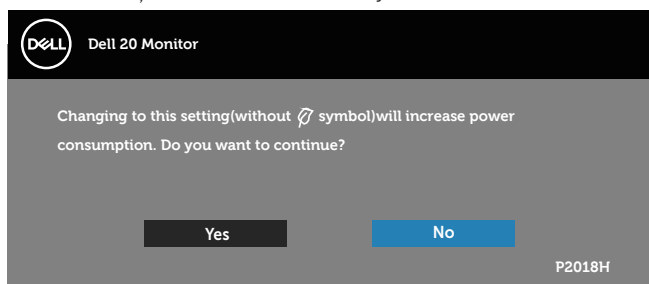 DELL
Dell 20 Monitor
Changing to this setting(without symbol)will increase power
consumption. Do you want to continue?
Yes
No
P2018H